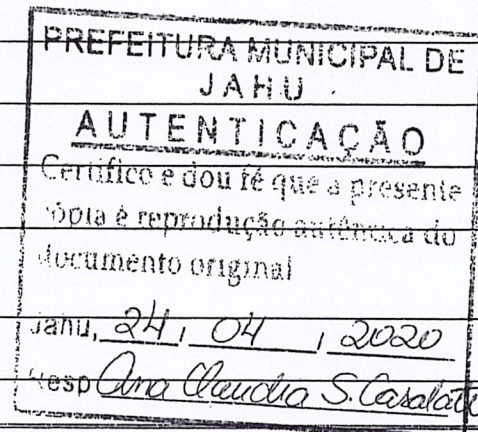 PREFEITURA MUNICIPAL DE
JAHU
AUTENTICAÇÃO
Certifico e dou fé que a presente
cópia é reprodução autêntica do
documento original
Jahu, 24 / 04 / 2020
Resp Ana Claudia S.